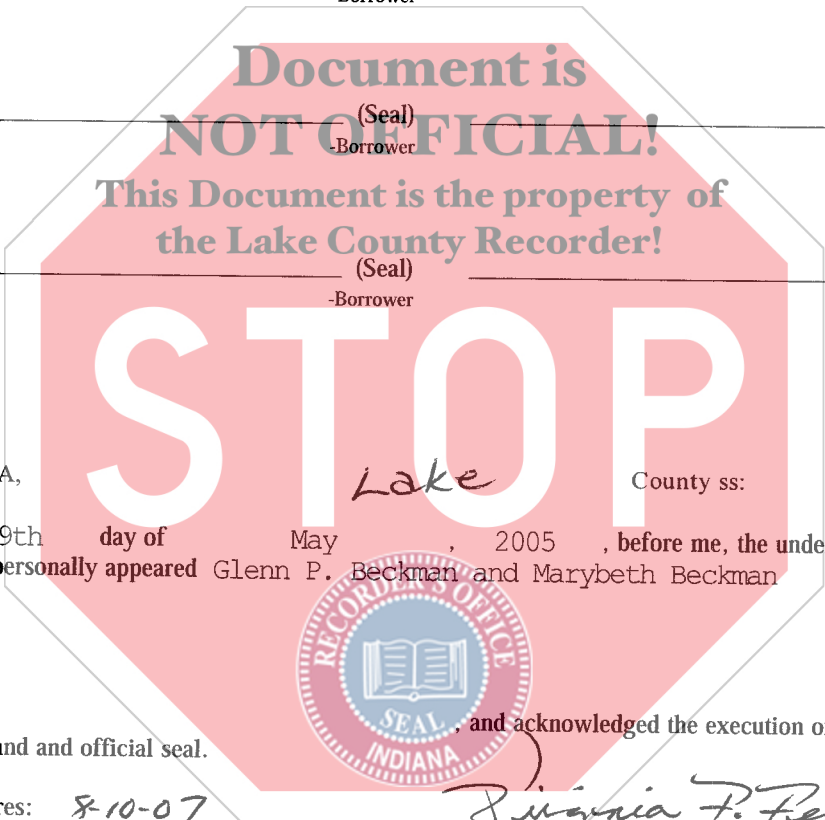 -Borrower
Document is
(Seal)
NOT OFFICIAL!
-Borrower
This Document is the property of
the Lake County Recorder!
(Seal)
-Borrower
STOP
A, Lake County ss:
9th day of May , 2005 , before me, the unde
personally appeared Glenn P. Beckman and Marybeth Beckman
RECORDER'S OFFICE
SEAL
INDIANA
, and acknowledged the execution o
and and official seal.
res: 8-10-07
Virginia P.